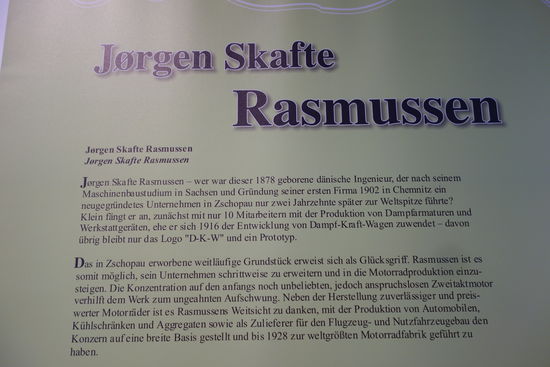 Jørgen Skafte
Rasmussen
Jørgen Skafte Rasmussen
Jørgen Skafte Rasmussen
Jørgen Skafte Rasmussen – wer war dieser 1878 geborene dänische Ingenieur, der nach seinem
Maschinenbaustudium in Sachsen und Gründung seiner ersten Firma 1902 in Chemnitz ein
neugegründetes Unternehmen in Zschopau nur zwei Jahrzehnte später zur Weltspitze führte?
Klein fängt er an, zunächst mit nur 10 Mitarbeitern mit der Produktion von Dampfarmaturen und
Werkstattgeräten, ehe er sich 1916 der Entwicklung von Dampf-Kraft-Wagen zuwendet – davon
übrig bleibt nur das Logo "D-K-W" und ein Prototyp.
Das in Zschopau erworbene weitläufige Grundstück erweist sich als Glücksgriff. Rasmussen ist es
somit möglich, sein Unternehmen schrittweise zu erweitern und in die Motorradproduktion einzu-
steigen. Die Konzentration auf den anfangs noch unbeliebten, jedoch anspruchslosen Zweitaktmotor
verhilft dem Werk zum ungeahnten Aufschwung. Neben der Herstellung zuverlässiger und preis-
werter Motorräder ist es Rasmussens Weitsicht zu danken, mit der Produktion von Automobilen,
Kühlschränken und Aggregaten sowie als Zulieferer für den Flugzeug- und Nutzfahrzeugbau den
Konzern auf eine breite Basis gestellt und bis 1928 zur weltgrößten Motorradfabrik geführt zu
haben.